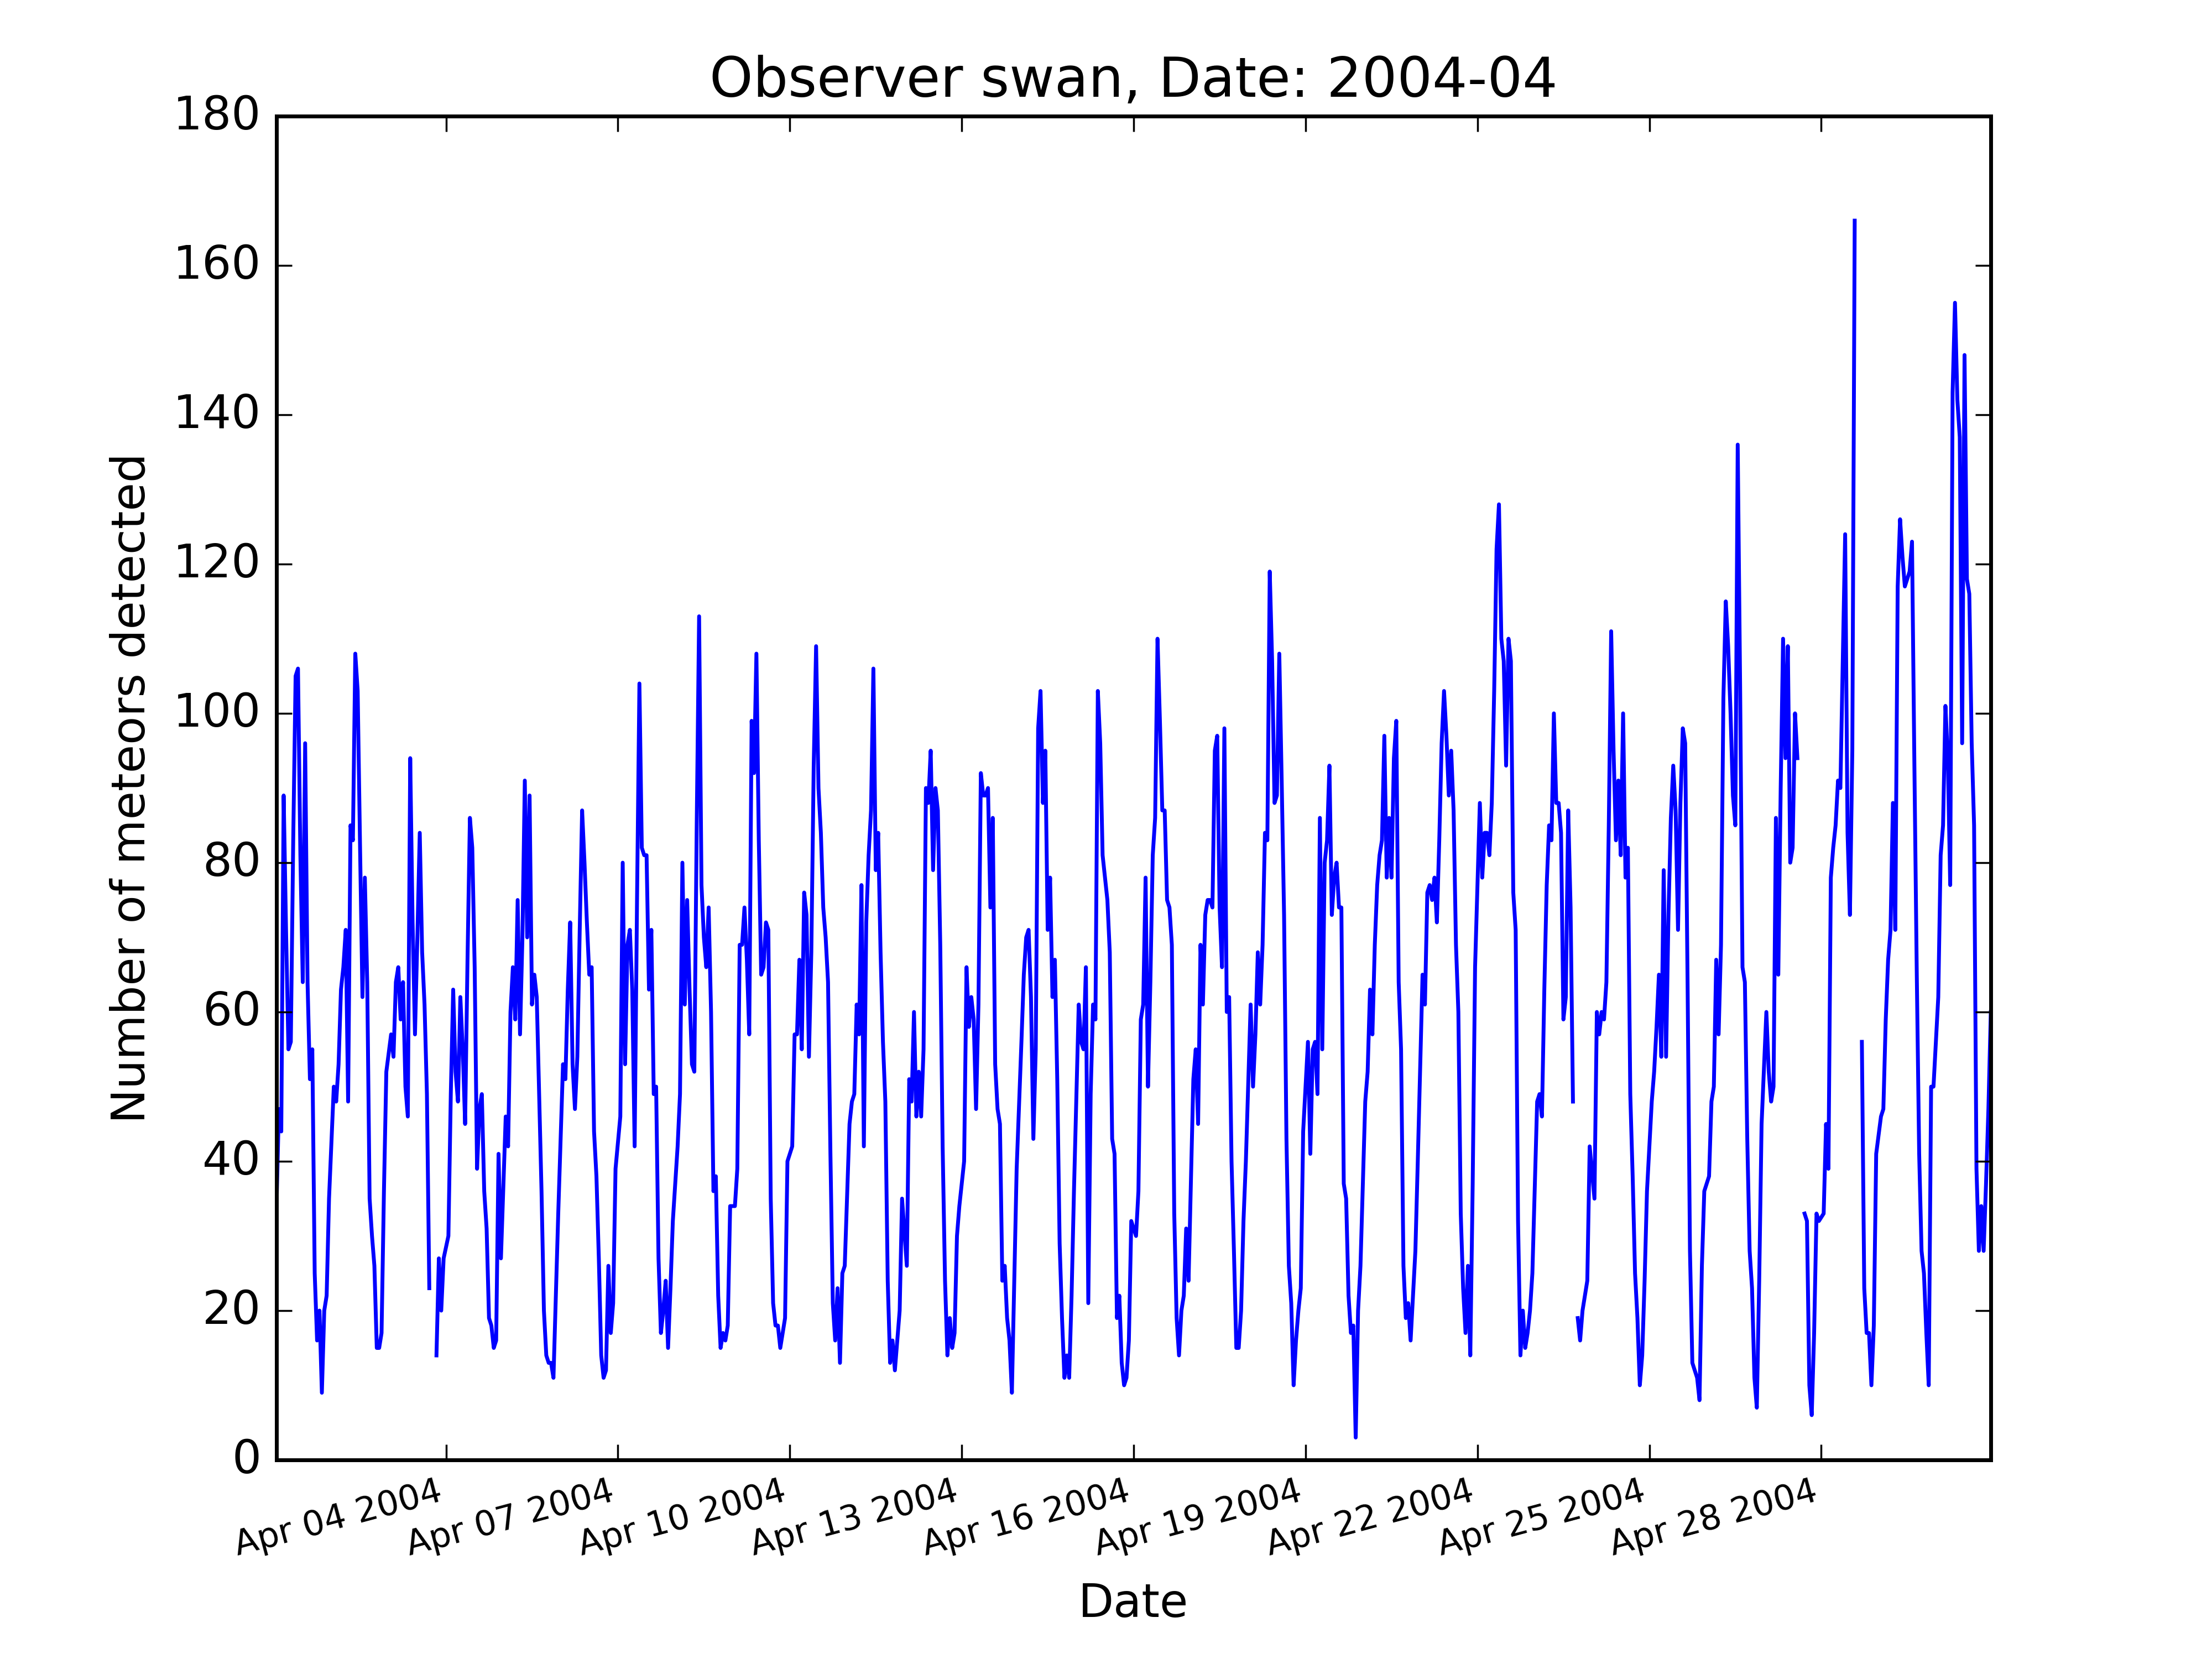 Observer swan, Date: 2004-04
180
160
140
120
100
80
60
40
20
0
Number of meteors detected
Apr 04 2004
Apr 07 2004
Apr 10 2004
Apr 13 2004
Apr 16 2004
Apr 19 2004
Apr 22 2004
Apr 25 2004
Apr 28 2004
Date